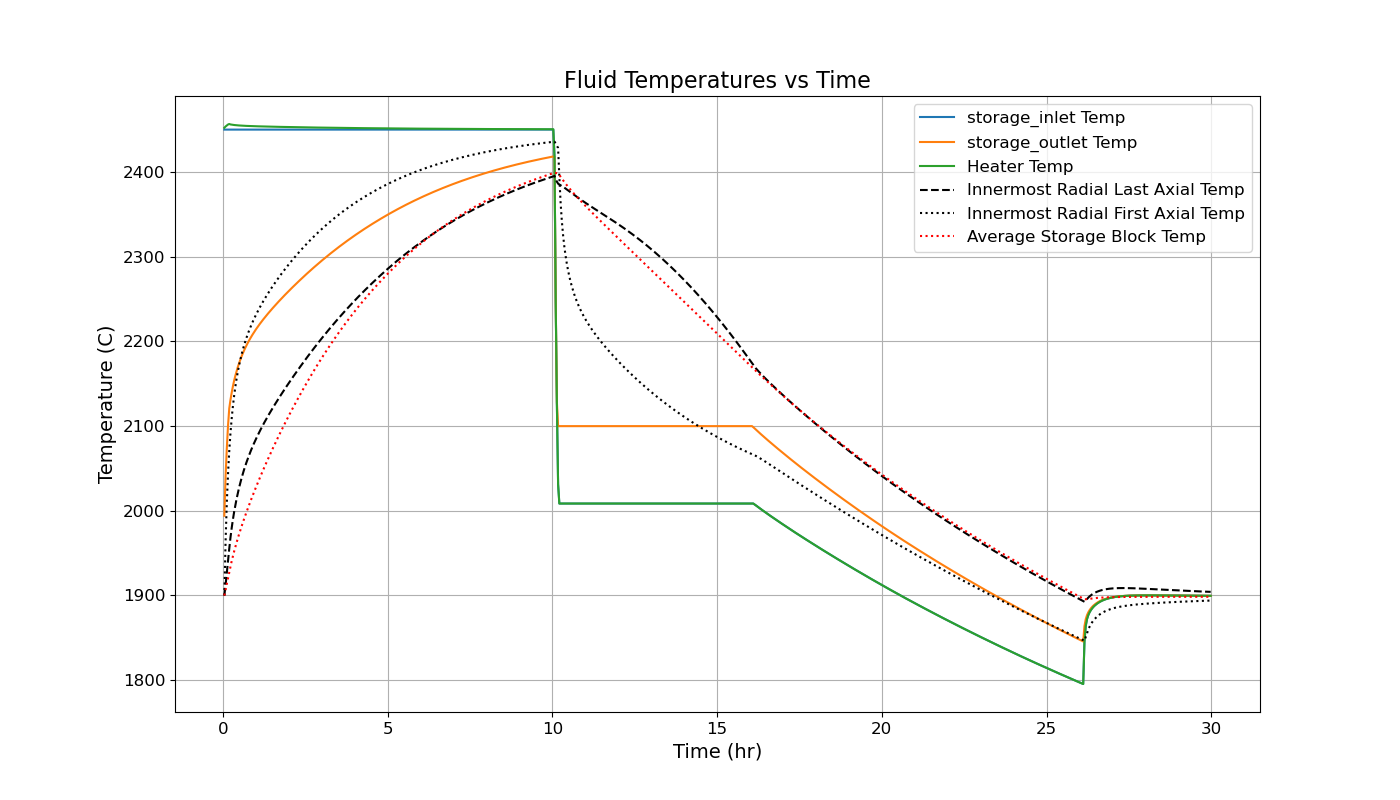 Fluid Temperatures vs Time
storage_inlet Temp
storage_outlet Temp
Heater Temp
Innermost Radial Last Axial Temp
Innermost Radial First Axial Temp
Average Storage Block Temp
Temperature (C)
2400
2300
2200
2100
2000
1900
1800
0 5 10 15 20 25 30
Time (hr)